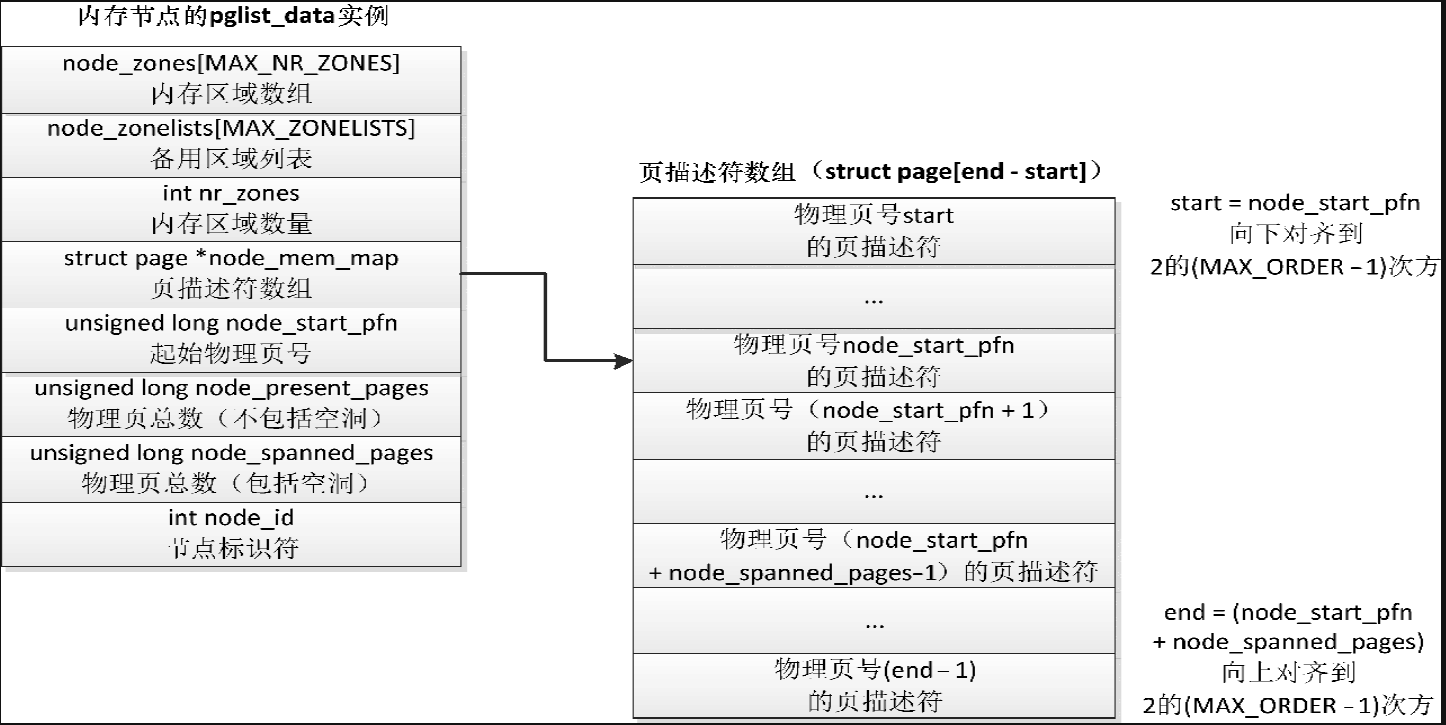 内存节点的pglist_data实例
node_zones[MAX_NR_ZONES]
内存区域数组
node_zonelists[MAX_ZONELISTS]
备用区域列表
int nr_zones
内存区域数量
struct page *node_mem_map
页描述符数组
unsigned long node_start_pfn
起始物理页号
unsigned long node_present_pages
物理页总数（不包括空洞）
unsigned long node_spanned_pages
物理页总数（包括空洞）
int node_id
节点标识符
页描述符数组（struct page[end - start]）
物理页号start
的页描述符
...
物理页号node_start_pfn
的页描述符
物理页号（node_start_pfn + 1）
的页描述符
...
物理页号（node_start_pfn
+ node_spanned_pages–1）的页描述符
...
物理页号(end – 1)
的页描述符
start = node_start_pfn
向下对齐到
2的(MAX_ORDER – 1)次方
end = (node_start_pfn
+ node_spanned_pages)
向上对齐到
2的(MAX_ORDER – 1)次方